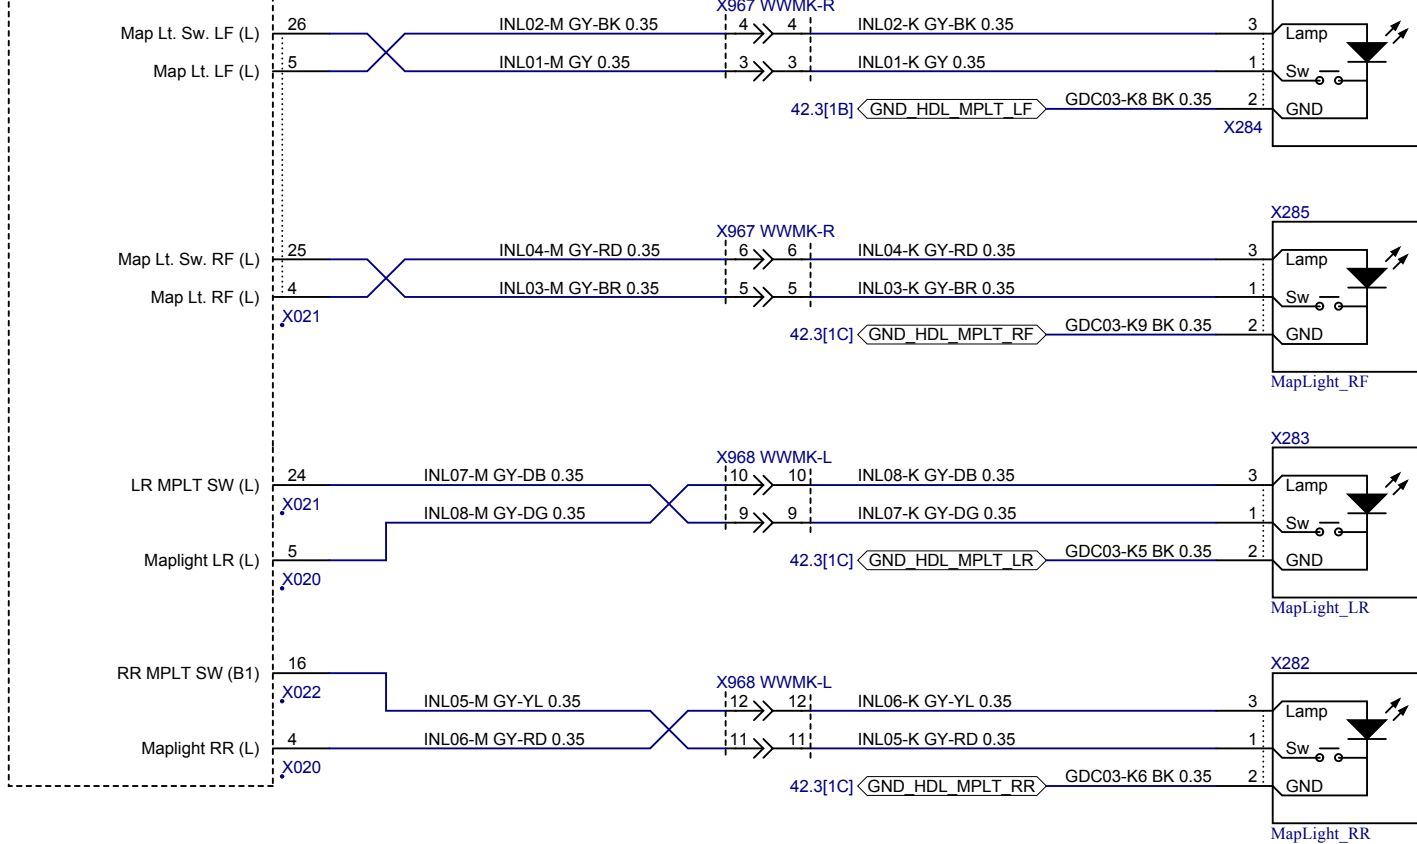 X967 WWMK-R
Map Lt. Sw. LF (L) 26 INL02-M GY-BK 0.35 4 4 INL02-K GY-BK 0.35 3 Lamp
Map Lt. LF (L) 5 INL01-M GY 0.35 3 3 INL01-K GY 0.35 1 Sw
42.3[1B] GND_HDL_MPLT_LF GDC03-K8 BK 0.35 2 GND
X284
X285
X967 WWMK-R
Map Lt. Sw. RF (L) 25 INL04-M GY-RD 0.35 6 6 INL04-K GY-RD 0.35 3 Lamp
Map Lt. RF (L) 4 INL03-M GY-BR 0.35 5 5 INL03-K GY-BR 0.35 1 Sw
X021
42.3[1C] GND_HDL_MPLT_RF GDC03-K9 BK 0.35 2 GND
MapLight_RF
X283
X968 WWMK-L
LR MPLT SW (L) 24 INL07-M GY-DB 0.35 10 10 INL08-K GY-DB 0.35 3 Lamp
X021
INL08-M GY-DG 0.35 9 9 INL07-K GY-DG 0.35 1 Sw
Maplight LR (L) 5 42.3[1C] GND_HDL_MPLT_LR GDC03-K5 BK 0.35 2 GND
X020
MapLight_LR
X282
RR MPLT SW (B1) 16
X022
X968 WWMK-L
INL05-M GY-YL 0.35 12 12 INL06-K GY-YL 0.35 3 Lamp
Maplight RR (L) 4 INL06-M GY-RD 0.35 11 11 INL05-K GY-RD 0.35 1 Sw
X020
42.3[1C] GND_HDL_MPLT_RR GDC03-K6 BK 0.35 2 GND
MapLight_RR